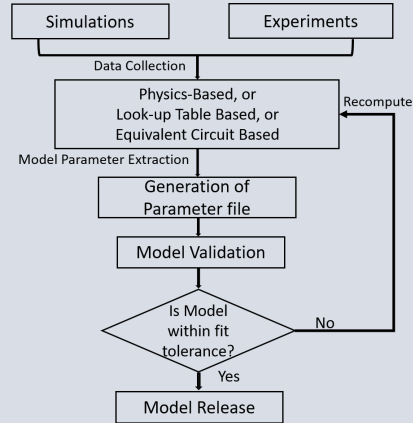 Simulations
Experiments
Data Collection
Physics-Based, or
Look-up Table Based, or
Equivalent Circuit Based
Recompute
Model Parameter Extraction
Generation of
Parameter file
Model Validation
Is Model
within fit
tolerance?
No
Yes
Model Release